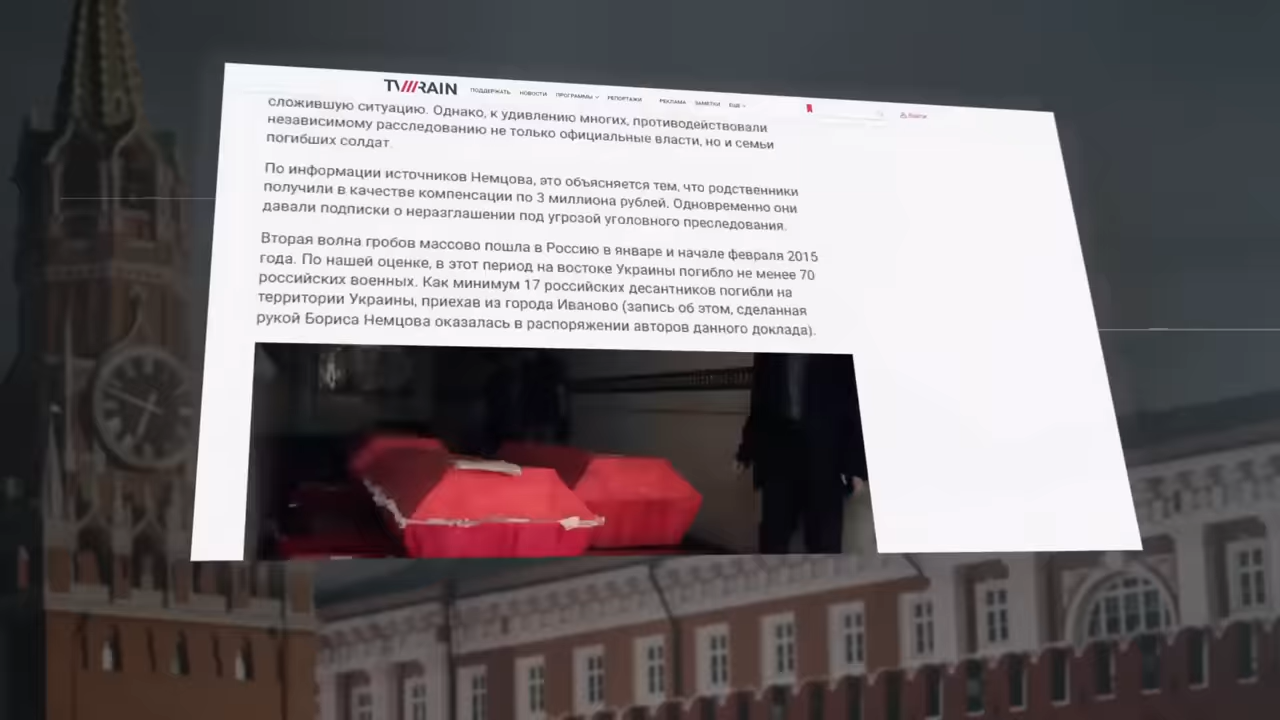 TV///RAIN ПОДДЕРЖАТЬ НОВОСТИ ПРОГРАММЫ РЕПОРТАЖИ РЕКЛАМА ЗАМЕТКИ ЕЩЕ
сложившую ситуацию. Однако, к удивлению многих, противодействовали
независимому расследованию не только официальные власти, но и семьи
погибших солдат.
По информации источников Немцова, это объясняется тем, что родственники
получили в качестве компенсации по 3 миллиона рублей. Одновременно они
давали подписки о неразглашении под угрозой уголовного преследования.
Вторая волна гробов массово пошла в Россию в январе и начале февраля 2015
года. По нашей оценке, в этот период на востоке Украины погибло не менее 70
российских военных. Как минимум 17 российских десантников погибли на
территории Украины, приехав из города Иваново (запись об этом, сделанная
рукой Бориса Немцова оказалась в распоряжении авторов данного доклада).